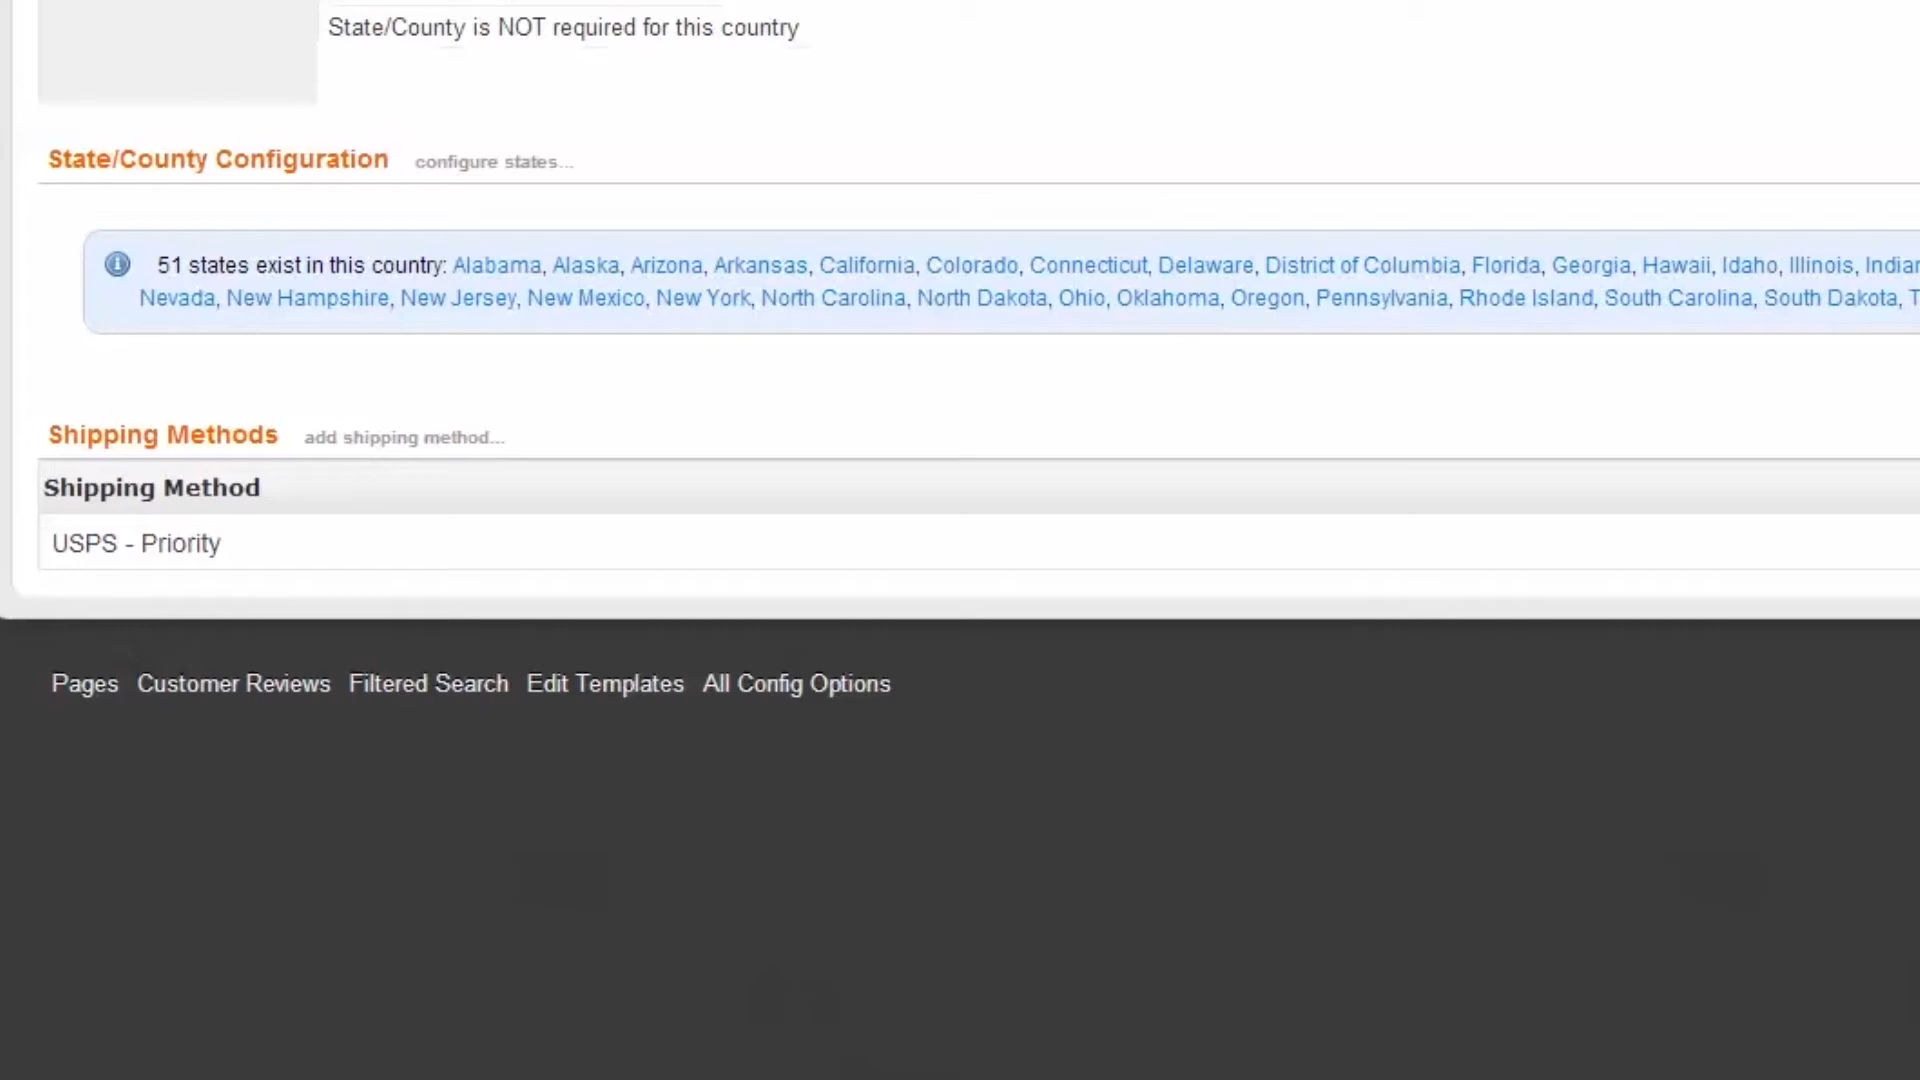 State/County is NOT required for this country
State/County Configuration configure states...
51 states exist in this country: Alabama, Alaska, Arizona, Arkansas, California, Colorado, Connecticut, Delaware, District of Columbia, Florida, Georgia, Hawaii, Idaho, Illinois,
Nevada, New Hampshire, New Jersey, New Mexico, New York, North Carolina, North Dakota, Ohio, Oklahoma, Oregon, Pennsylvania, Rhode Island, South Carolina, South Dakota,
Shipping Methods add shipping method...
Shipping Method
USPS - Priority
Pages Customer Reviews Filtered Search Edit Templates All Config Options